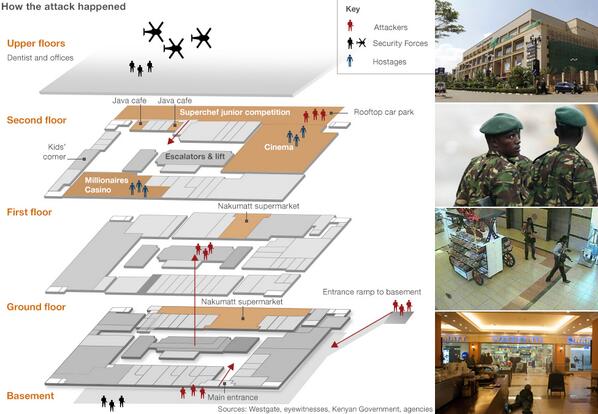 How the attack happened
Key
Attackers
Security Forces
Hostages
Upper floors
Dentist and offices
Java cafe
Java cafe
Superchef junior competition
Rooftop car park
Second floor
Kids'
corner
Escalators & lift
Cinema
Millionaires
Casino
Nakumatt supermarket
First floor
Nakumatt supermarket
Entrance ramp to basement
Ground floor
Main entrance
Basement
Sources: Westgate, eyewitnesses, Kenyan Government, agencies